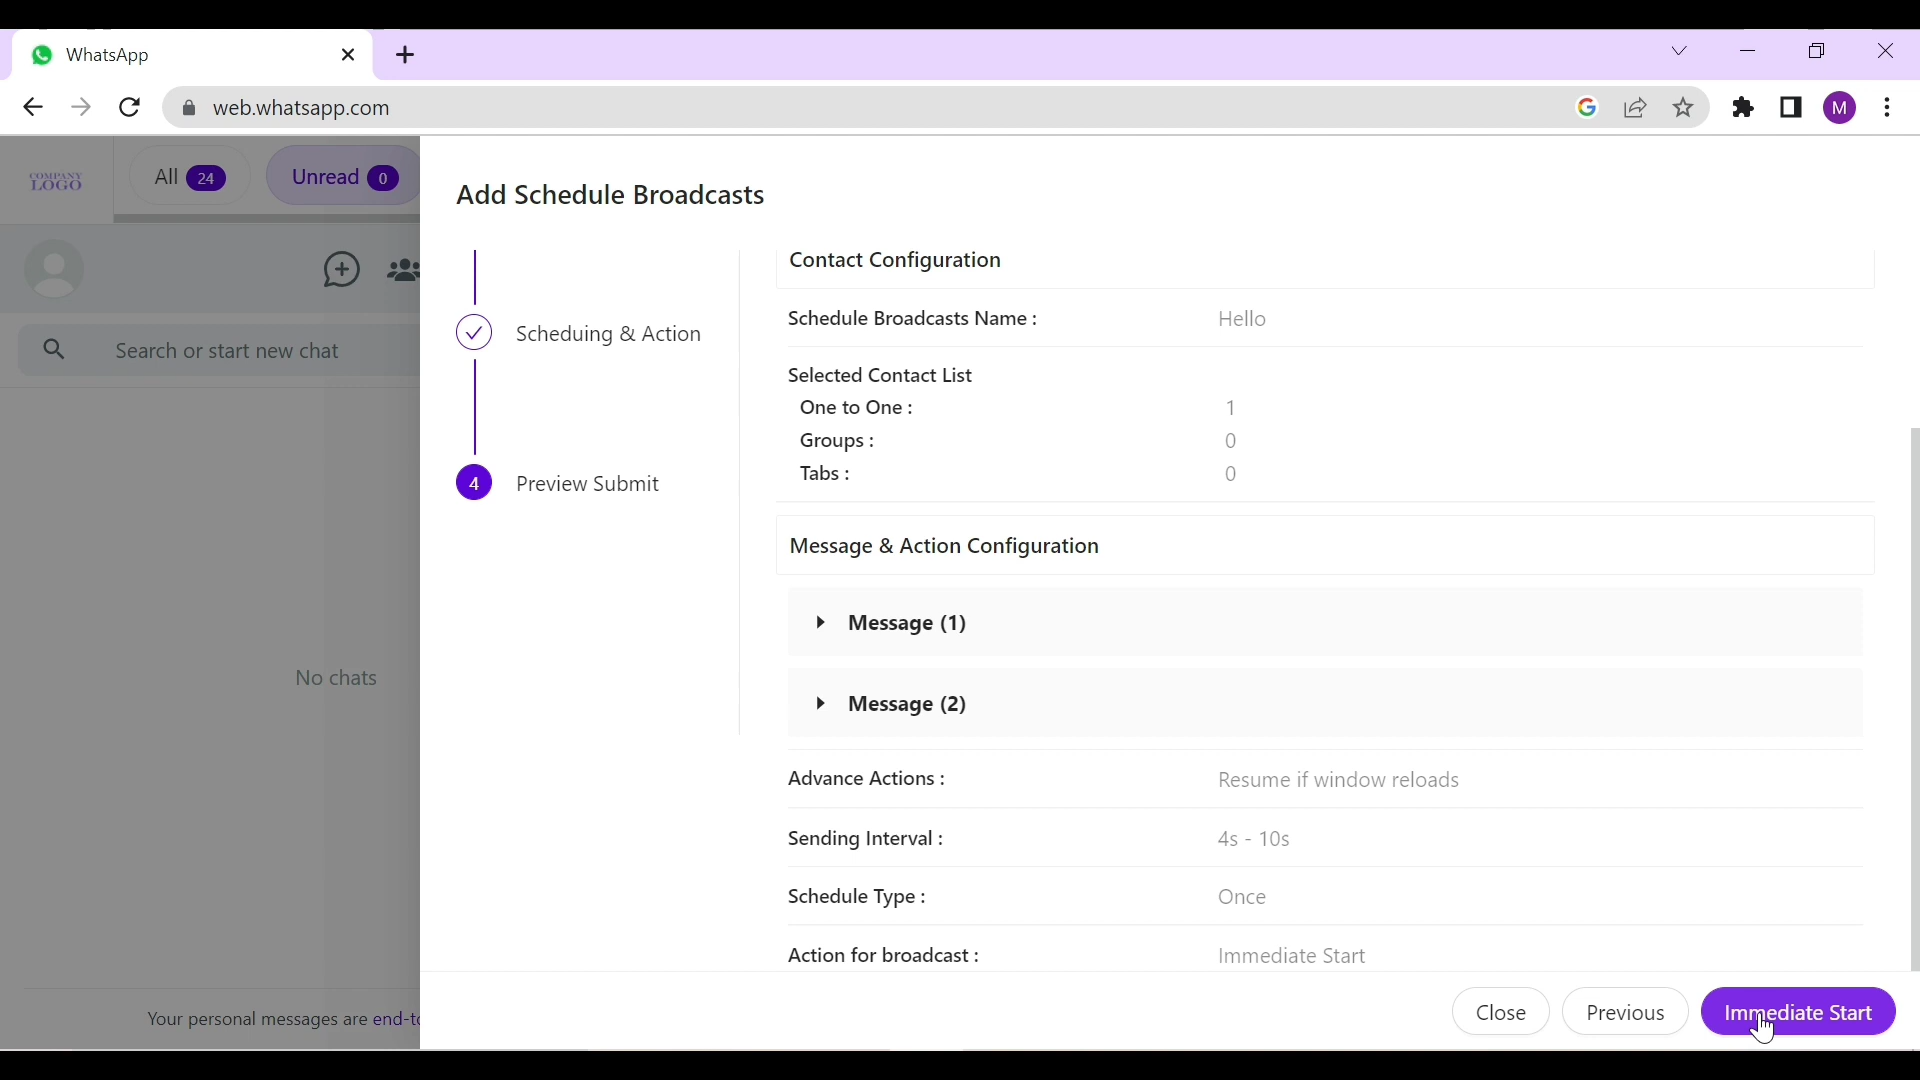 WhatsApp
web.whatsapp.com
M
COMPANY
LOGO
All 24
Unread 0
Search or start new chat
No chats
Your personal messages are end-to
Add Schedule Broadcasts
Scheduing & Action
4 Preview Submit
Contact Configuration
Schedule Broadcasts Name : Hello
Selected Contact List
One to One : 1
Groups : 0
Tabs : 0
Message & Action Configuration
Message (1)
Message (2)
Advance Actions : Resume if window reloads
Sending Interval : 4s - 10s
Schedule Type : Once
Action for broadcast : Immediate Start
Close Previous Immediate Start